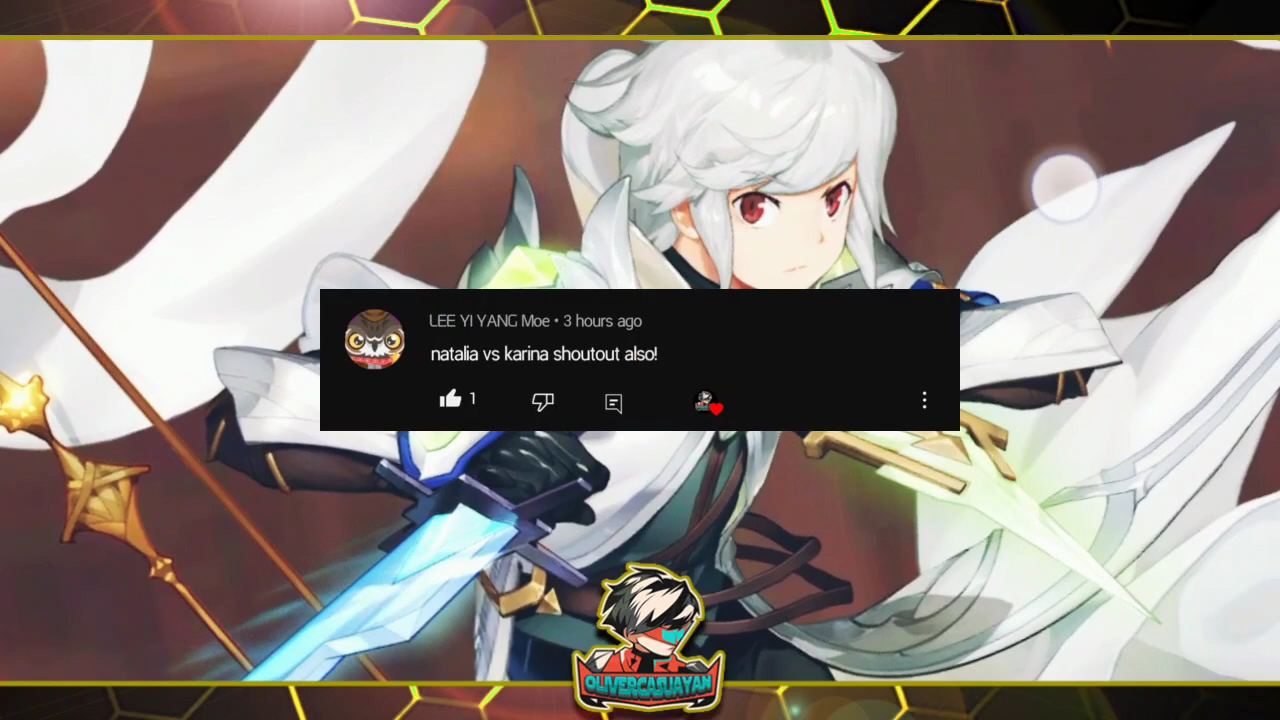 LEE YI YANG Moe • 3 hours ago
natalia vs karina shoutout also!
1
OLIVERCASUAYAN